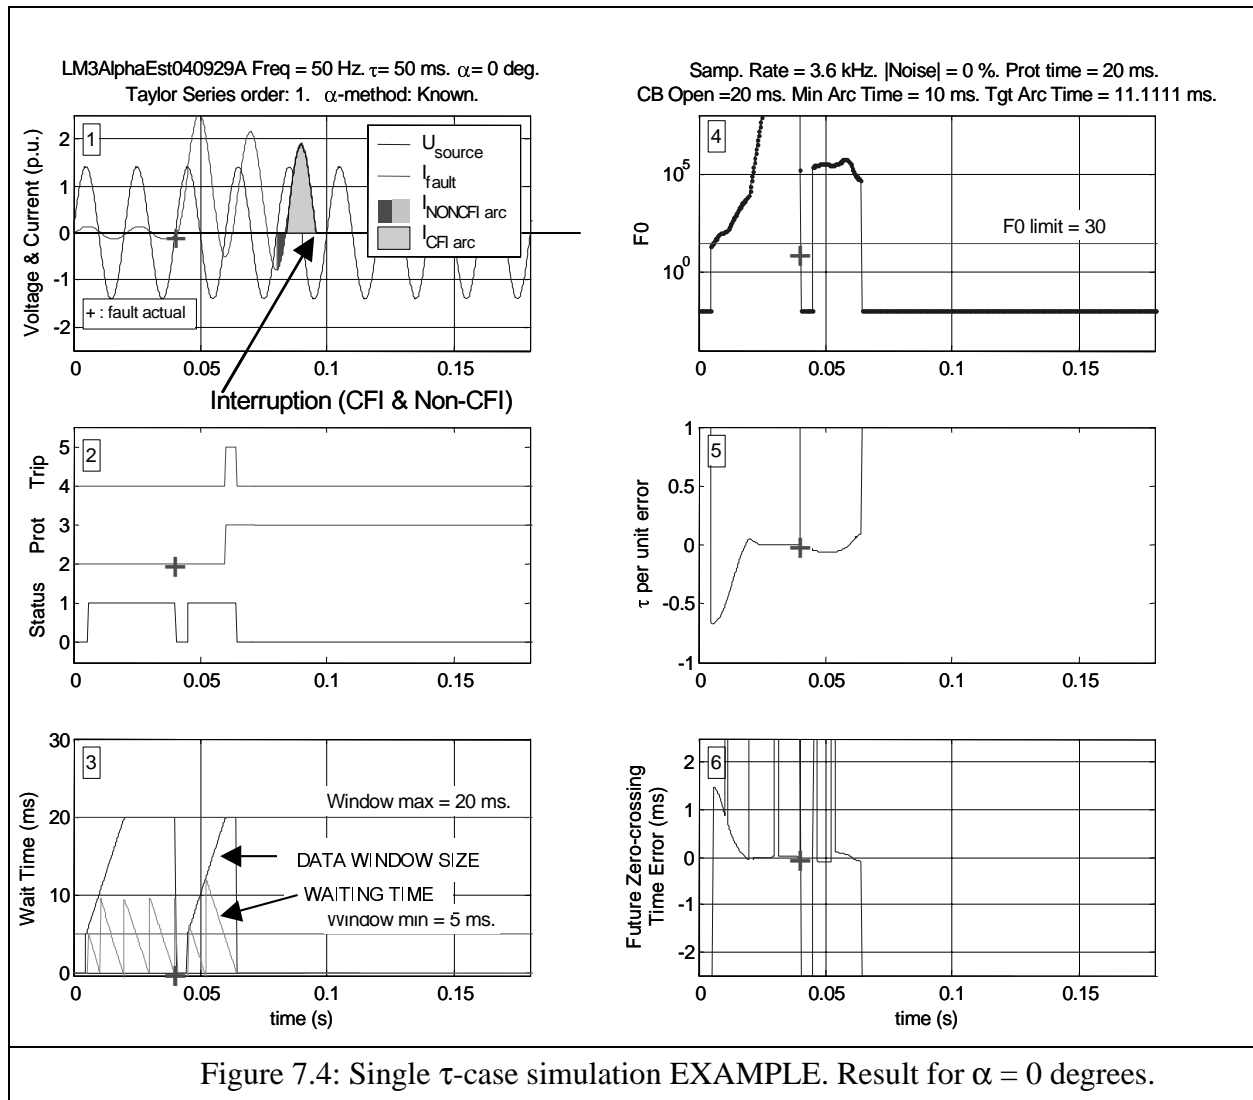 LM3AlphaEst040929A Freq = 50 Hz. τ= 50 ms. α= 0 deg.
Taylor Series order: 1. α-method: Known.
Samp. Rate = 3.6 kHz. |Noise| = 0 %. Prot time = 20 ms.
CB Open =20 ms. Min Arc Time = 10 ms. Tgt Arc Time = 11.1111 ms.
1
Voltage & Current (p.u.)
2
1
0
-1
-2
U source
I fault
I NONCFI arc
I CFI arc
+ : fault actual
0 0.05 0.1 0.15
Interruption (CFI & Non-CFI)
4
F0
10^5
10^0
F0 limit = 30
0 0.05 0.1 0.15
2
Status Prot Trip
5
4
3
2
1
0
0 0.05 0.1 0.15
5
τ per unit error
1
0.5
0
-0.5
-1
0 0.05 0.1 0.15
3
Wait Time (ms)
30
20
10
0
Window max = 20 ms.
DATA WINDOW SIZE
WAITING TIME
Window min = 5 ms.
0 0.05 0.1 0.15
time (s)
6
Future Zero-crossing
Time Error (ms)
2
1
0
-1
-2
0 0.05 0.1 0.15
time (s)
Figure 7.4: Single τ-case simulation EXAMPLE. Result for α = 0 degrees.